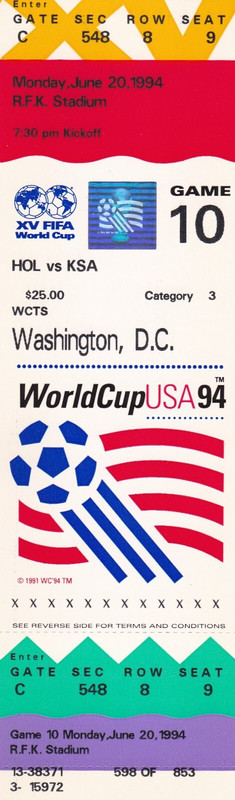 Enter
GATE SEC ROW SEAT
C 548 8 9
Monday,June 20,1994
R.F.K. Stadium
7:30 pm Kickoff
XV FIFA
World Cup
GAME
10
HOL vs KSA
$25.00 Category 3
WCTS
Washington, D.C.
WorldCupUSA94™
© 1991 WC'94 TM
X X X X X X X X X X X X
SEE REVERSE SIDE FOR TERMS AND CONDITIONS
Enter
GATE SEC ROW SEAT
C 548 8 9
Game 10 Monday,June 20,1994
R.F.K. Stadium
13-38371 598 OF 853
3- 15972